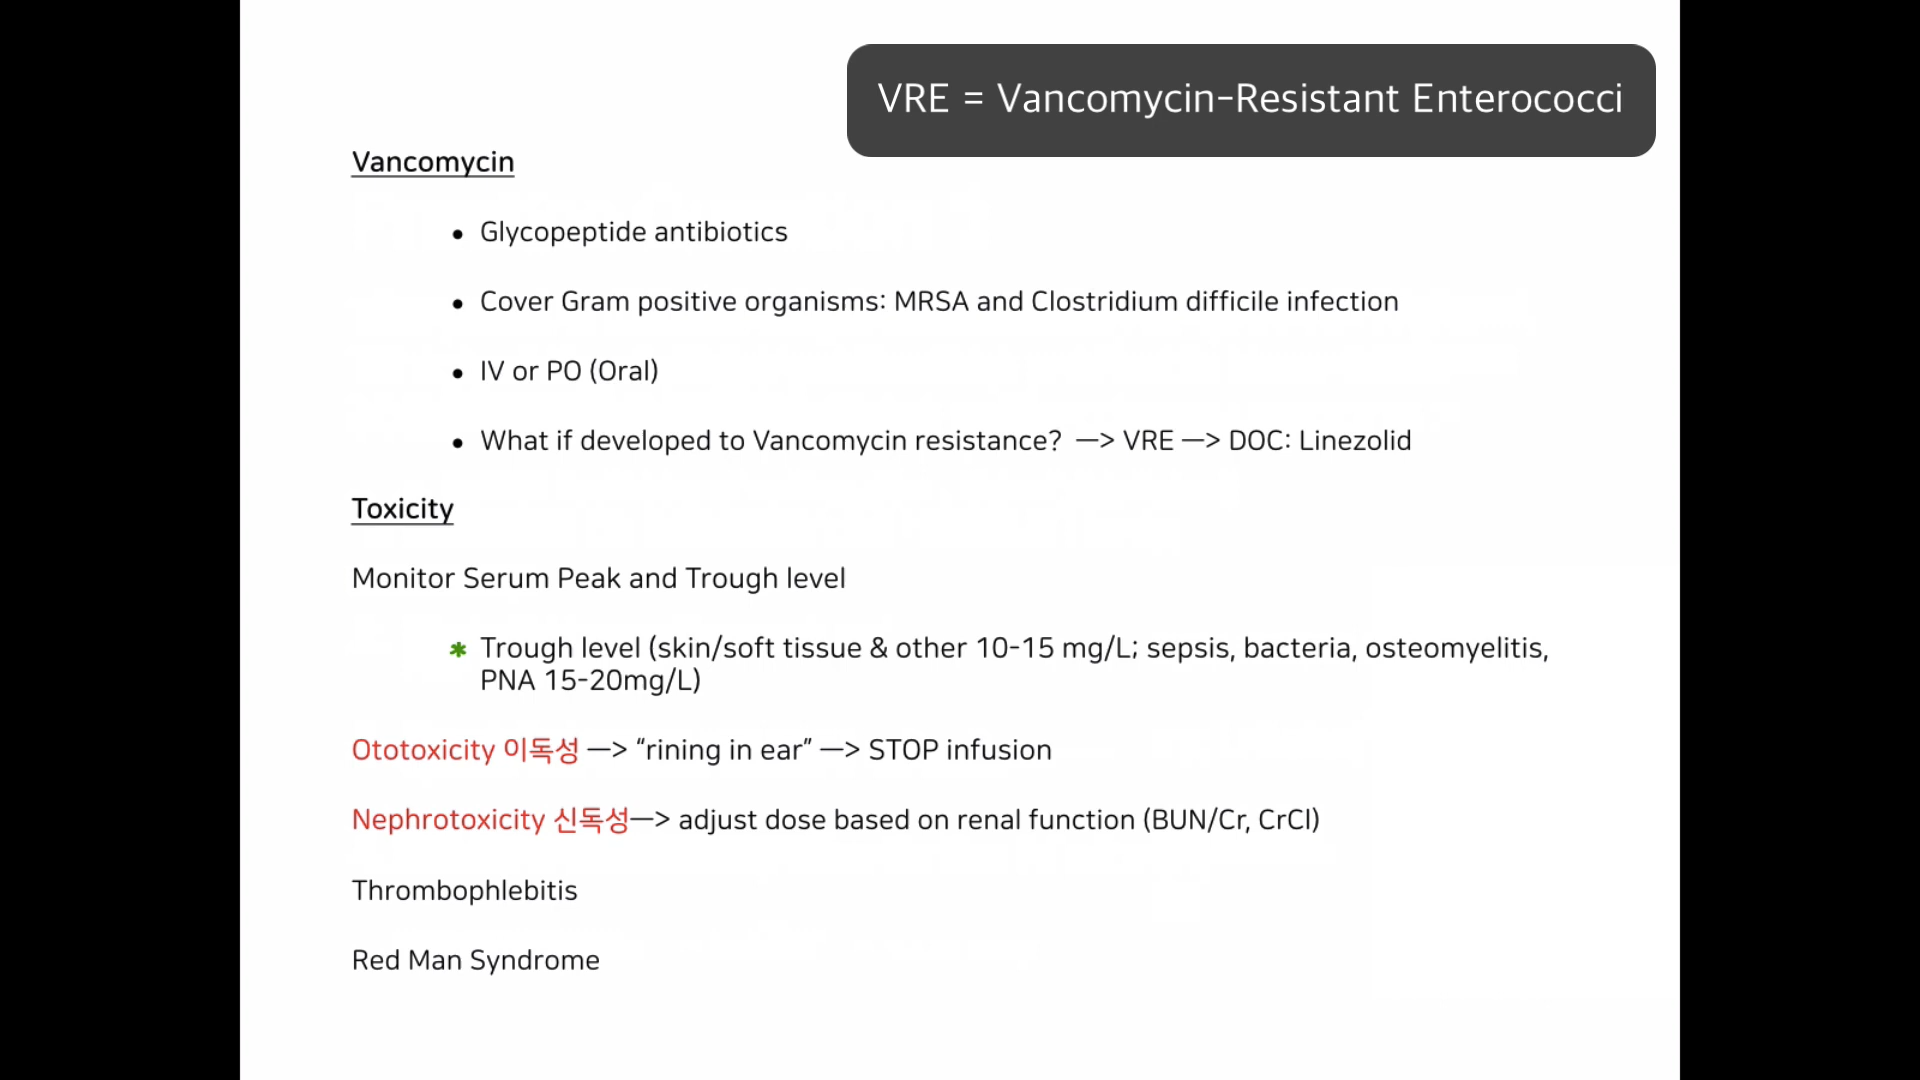 VRE = Vancomycin-Resistant Enterococci
Vancomycin
• Glycopeptide antibiotics
• Cover Gram positive organisms: MRSA and Clostridium difficile infection
• IV or PO (Oral)
• What if developed to Vancomycin resistance? —> VRE —> DOC: Linezolid
Toxicity
Monitor Serum Peak and Trough level
* Trough level (skin/soft tissue & other 10-15 mg/L; sepsis, bacteria, osteomyelitis,
PNA 15-20mg/L)
Ototoxicity 이독성 —> “rining in ear” —> STOP infusion
Nephrotoxicity 신독성—> adjust dose based on renal function (BUN/Cr, CrCl)
Thrombophlebitis
Red Man Syndrome